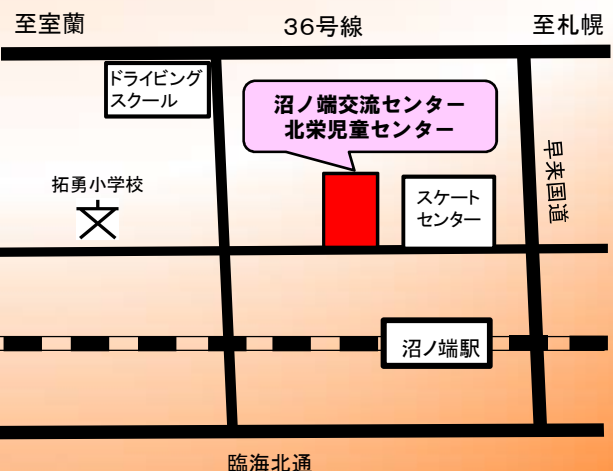 至室蘭
36号線
至札幌
ドライビング
スクール
沼ノ端交流センター
北栄児童センター
早来国道
拓勇小学校
スケート
センター
沼ノ端駅
臨海北通